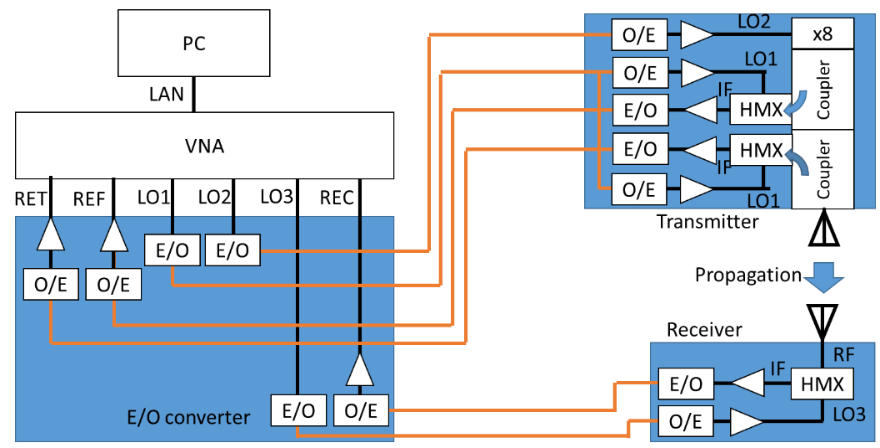 PC
LAN
VNA
RET
REF
LO1
LO2
LO3
REC
E/O
E/O
O/E
O/E
E/O converter
E/O
O/E
O/E
LO2
x8
O/E
LO1
Coupler
IF
E/O
HMX
E/O
HMX
Coupler
IF
O/E
LO1
Transmitter
Propagation
Receiver
RF
IF
E/O
HMX
O/E
LO3